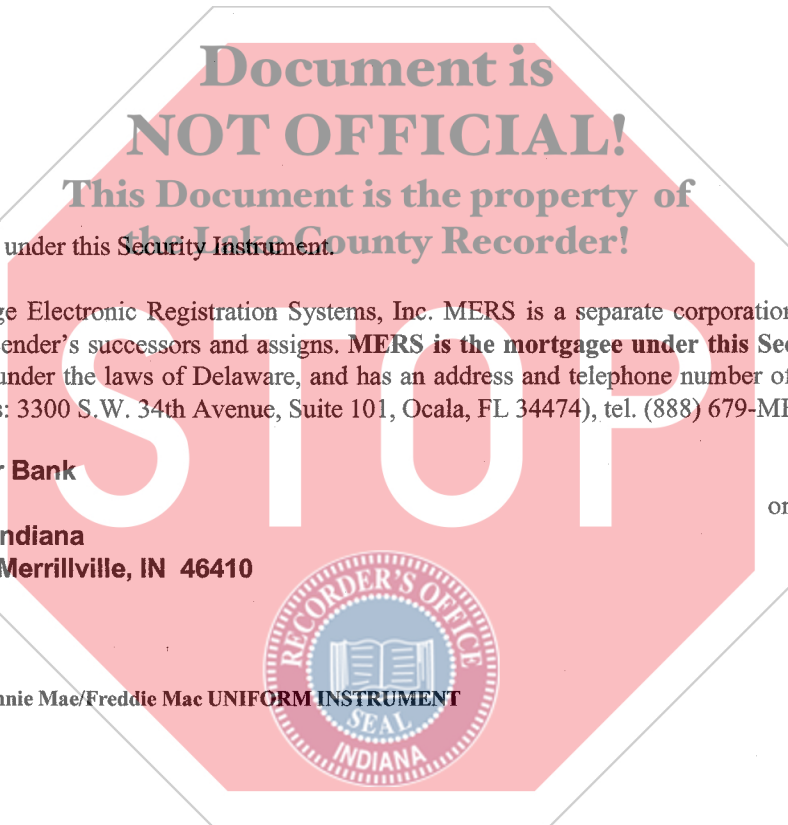 Document is
NOT OFFICIAL!
This Document is the property of
the Lake County Recorder!
under this Security Instrument.
ge Electronic Registration Systems, Inc. MERS is a separate corporation
ender's successors and assigns. MERS is the mortgagee under this Sec
under the laws of Delaware, and has an address and telephone number of
s: 3300 S.W. 34th Avenue, Suite 101, Ocala, FL 34474), tel. (888) 679-ME
STOP
r Bank
or
ndiana
Merrillville, IN 46410
RECORDER'S OFFICE
nnie Mae/Freddie Mac UNIFORM INSTRUMENT
SEAL
INDIANA